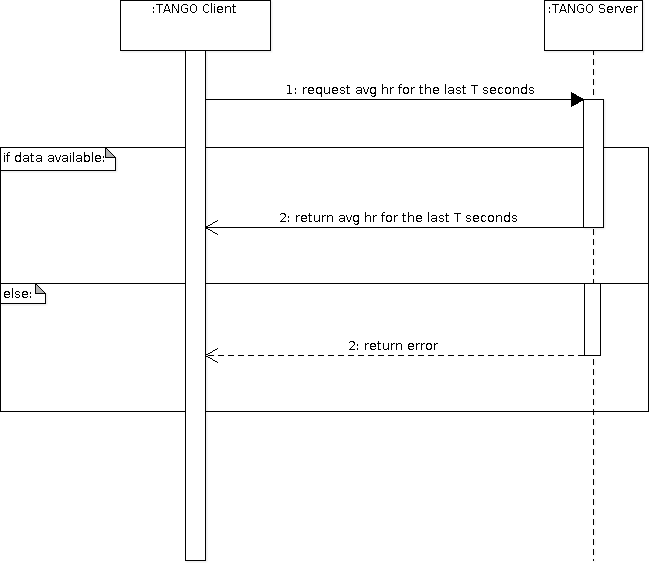 :TANGO Client
:TANGO Server
1: request avg hr for the last T seconds
if data available:
2: return avg hr for the last T seconds
else:
2: return error